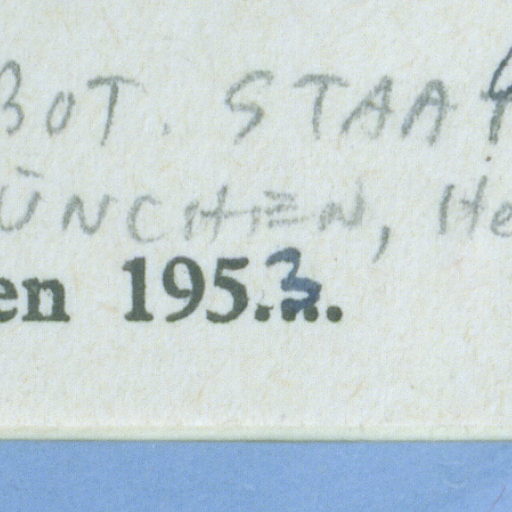 BOT. STAAT
ÜNCHEN, He
en 1953.